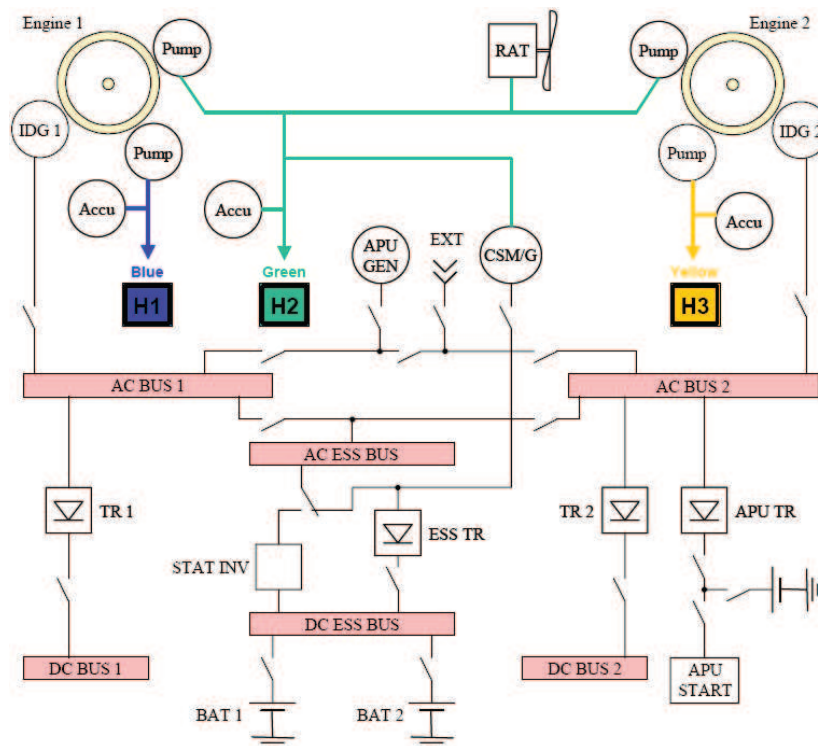 Engine 1
Engine 2
Pump
RAT
Pump
IDG 1
IDG 2
Pump
Pump
Accu
Accu
Accu
EXT
APU
GEN
CSM/G
Blue
Green
Yellow
H1
H2
H3
AC BUS 1
AC BUS 2
AC ESS BUS
TR 1
ESS TR
TR 2
APU TR
STAT INV
DC ESS BUS
DC BUS 1
DC BUS 2
APU
START
BAT 1
BAT 2